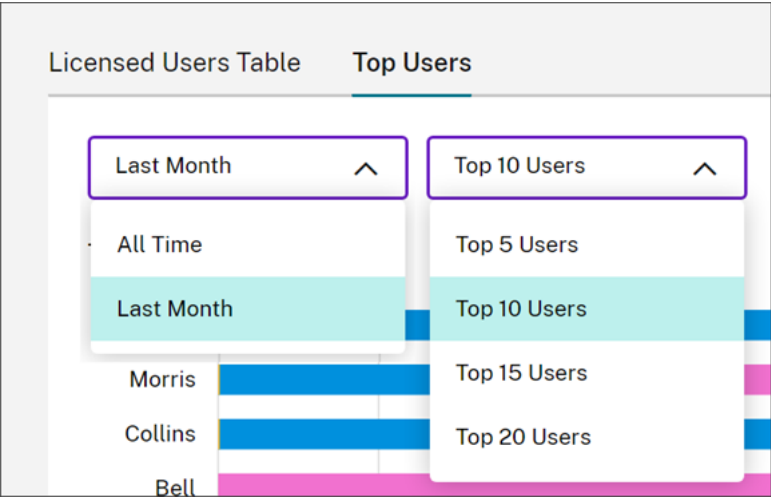 Licensed Users Table
Top Users
Last Month
Top 10 Users
All Time
Last Month
Top 5 Users
Top 10 Users
Top 15 Users
Top 20 Users
Morris
Collins
Bell